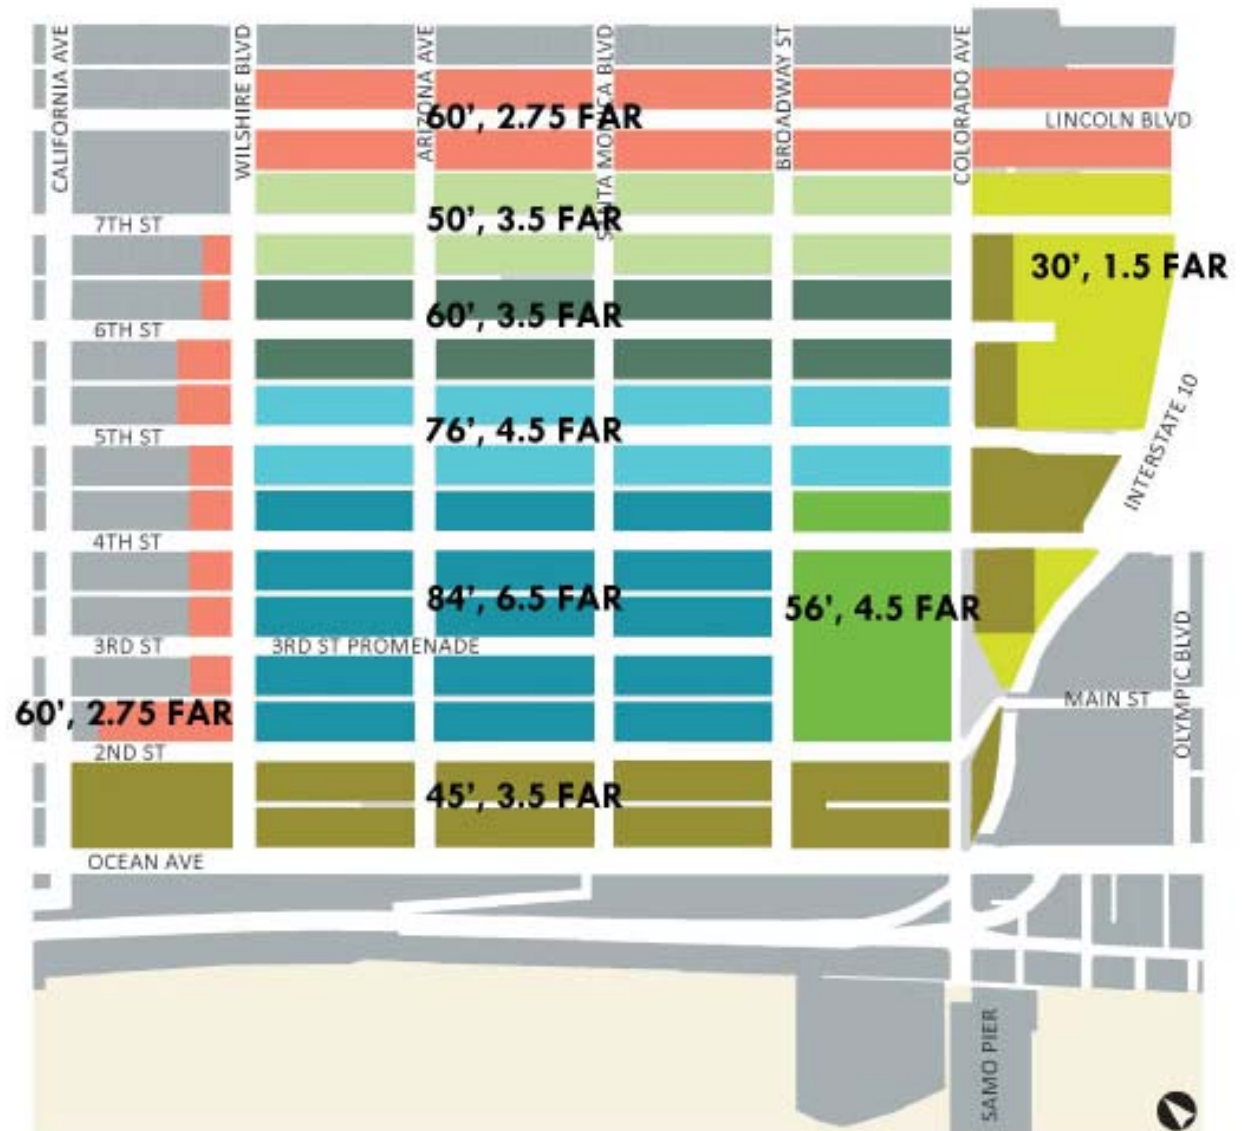 CALIFORNIA AVE
WILSHIRE BLVD
ARIZONA AVE
SANTA MONICA BLVD
BROADWAY ST
COLORADO AVE
60’, 2.75 FAR
LINCOLN BLVD
50’, 3.5 FAR
7TH ST
30’, 1.5 FAR
60’, 3.5 FAR
6TH ST
76’, 4.5 FAR
5TH ST
INTERSTATE 10
4TH ST
84’, 6.5 FAR
56’, 4.5 FAR
3RD ST
3RD ST PROMENADE
OLYMPIC BLVD
MAIN ST
60’, 2.75 FAR
2ND ST
45’, 3.5 FAR
OCEAN AVE
SAMO PIER